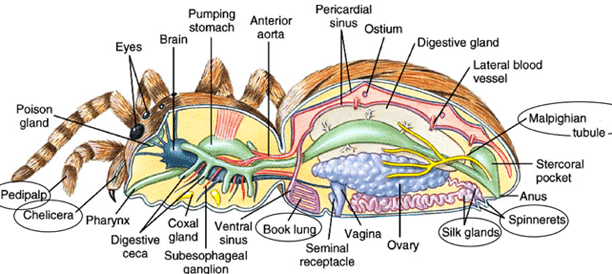 Pumping
stomach
Anterior
aorta
Pericardial
sinus
Ostium
Digestive gland
Lateral blood
vessel
Eyes
Brain
Poison
gland
Malpighian
tubule
Stercoral
pocket
Pedipalp
Chelicera
Pharynx
Digestive
ceca
Coxal
gland
Subesophageal
ganglion
Ventral
sinus
Book lung
Seminal
receptacle
Vagina
Ovary
Silk glands
Spinnerets
Anus